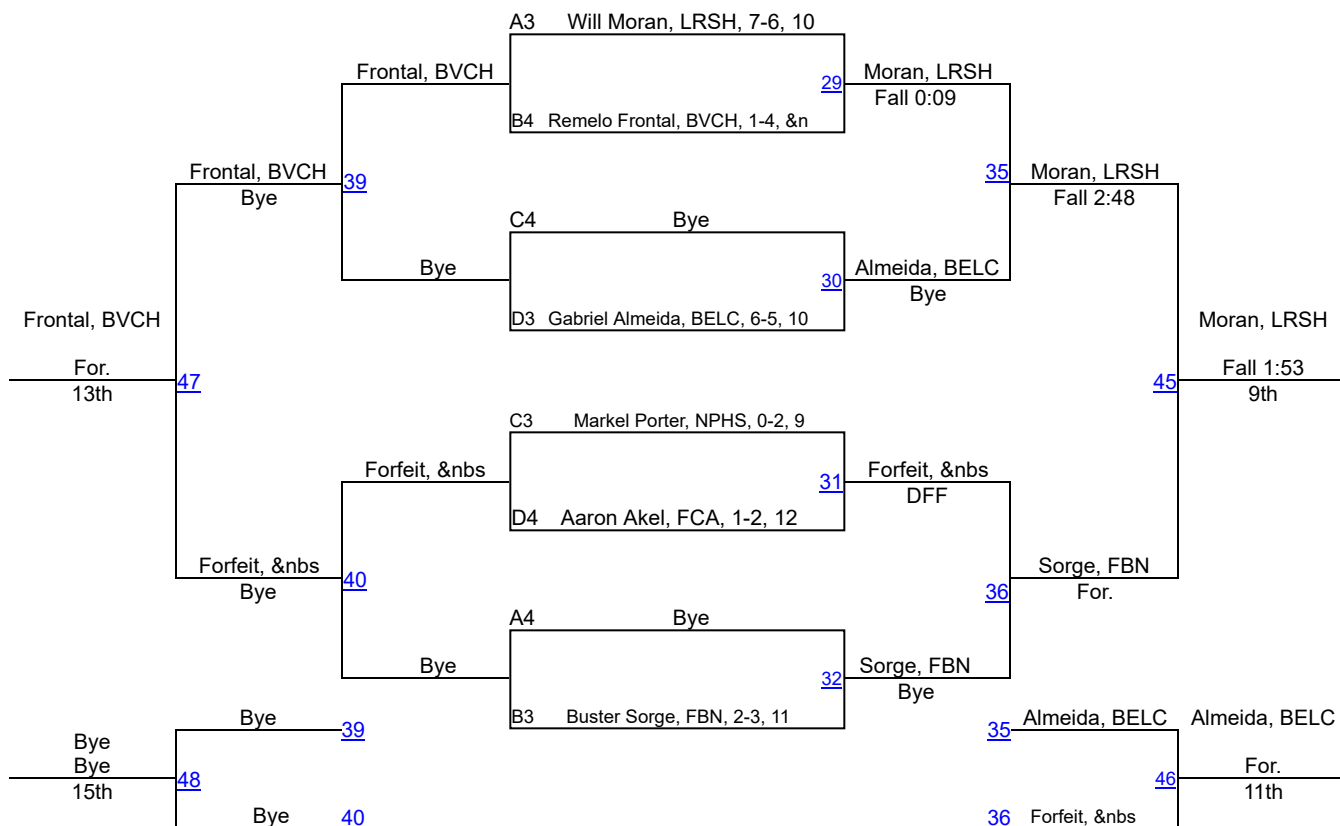 A3 Will Moran, LRSH, 7-6, 10
Frontal, BVCH
29
Moran, LRSH
Fall 0:09
B4 Remelo Frontal, BVCH, 1-4, &n
Frontal, BVCH
Bye
39
35
Moran, LRSH
Fall 2:48
C4 Bye
Bye
30
Almeida, BELC
Bye
D3 Gabriel Almeida, BELC, 6-5, 10
Frontal, BVCH
For.
13th
47
45
Moran, LRSH
Fall 1:53
9th
C3 Markel Porter, NPHS, 0-2, 9
Forfeit, &nbs
31
Forfeit, &nbs
DFF
D4 Aaron Akel, FCA, 1-2, 12
Forfeit, &nbs
Bye
40
36
Sorge, FBN
For.
A4 Bye
Bye
32
Sorge, FBN
Bye
B3 Buster Sorge, FBN, 2-3, 11
Bye
39
35
Almeida, BELC
Almeida, BELC
Bye
Bye
15th
48
46
For.
11th
Bye
40
36
Forfeit, &nbs